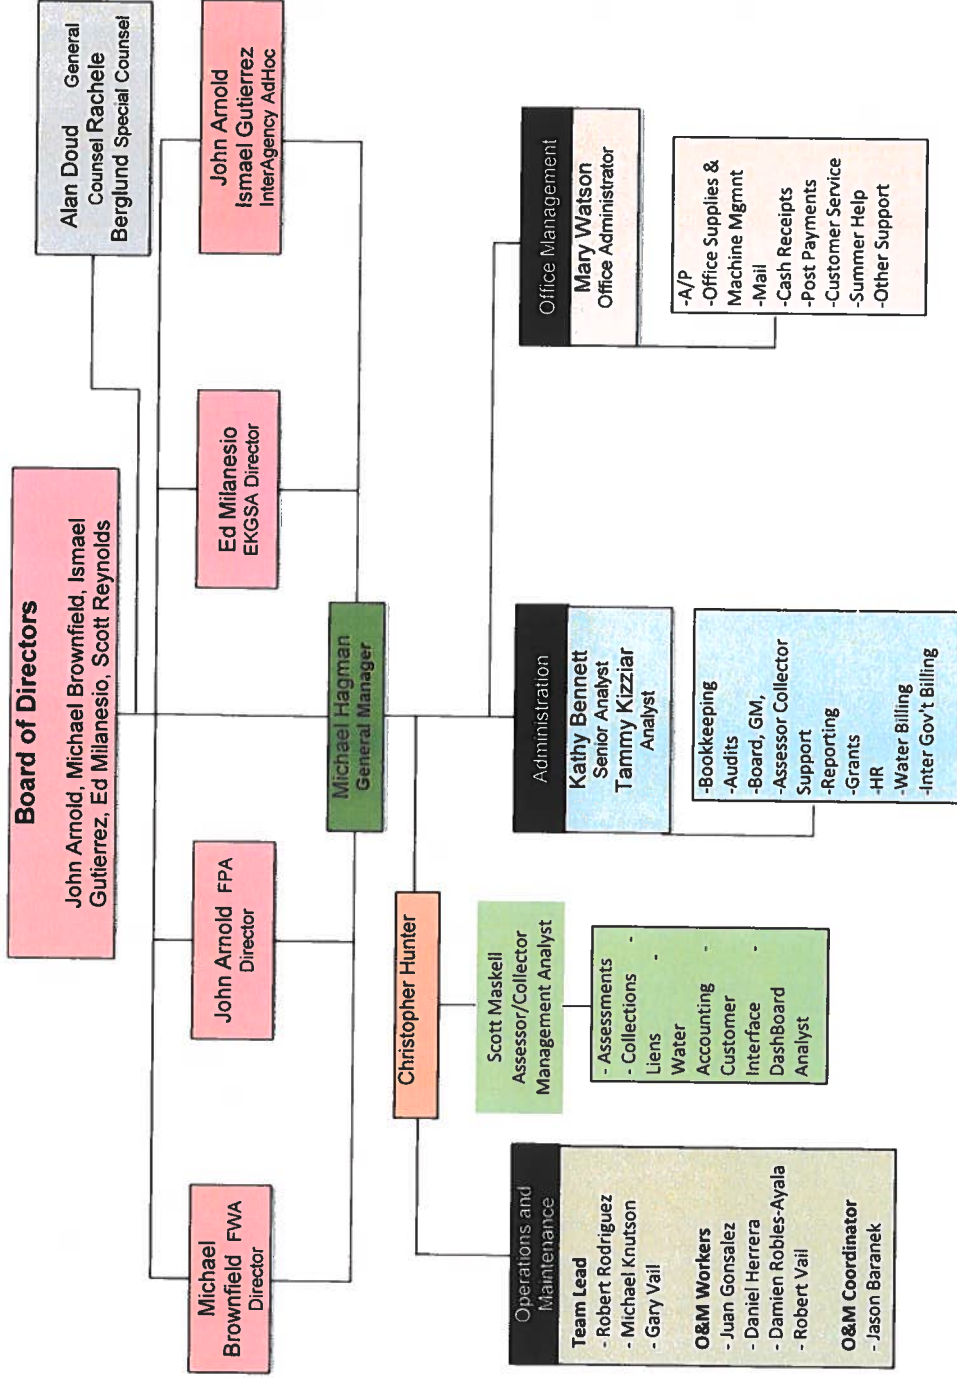 Board of Directors
John Arnold, Michael Brownfield, Ismael
Gutierrez, Ed Milanesio, Scott Reynolds
Alan Doud General
Counsel Rachele
Berglund Special Counsel
Michael
Brownfield FWA
Director
John Arnold FPA
Director
Ed Milanesio
EKGSA Director
John Arnold
Ismael Gutierrez
InterAgency AdHoc
Michael Hagman
General Manager
Christopher Hunter
Operations and
Maintenance
Team Lead
- Robert Rodriguez
- Michael Knutson
- Gary Vail
O&M Workers
- Juan Gonsalez
- Daniel Herrera
- Damien Robles-Ayala
- Robert Vail
O&M Coordinator
- Jason Baranek
Scott Maskell
Assessor/Collector
Management Analyst
- Assessments
- Collections -
Liens -
Water
Accounting -
Customer
Interface -
DashBoard
Analyst
Administration
Kathy Bennett
Senior Analyst
Tammy Kizziar
Analyst
-Bookkeeping
-Audits
-Board, GM,
-Assessor Collector
Support
-Reporting
-Grants
-HR
-Water Billing
-Inter Gov't Billing
Office Management
Mary Watson
Office Administrator
-A/P
-Office Supplies &
Machine Mgmnt
-Mail
-Cash Receipts
-Post Payments
-Customer Service
-Summer Help
-Other Support